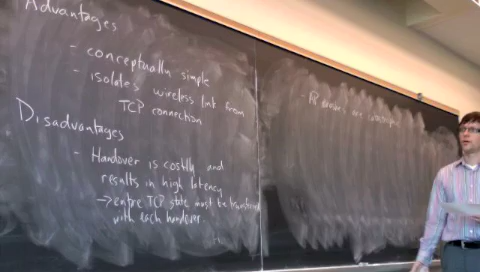 Advantages
- conceptually simple
- isolates wireless link from
TCP connection
Disadvantages
- Handover is costly and
results in high latency
→ entire TCP state must be transferred
with each handover
- are